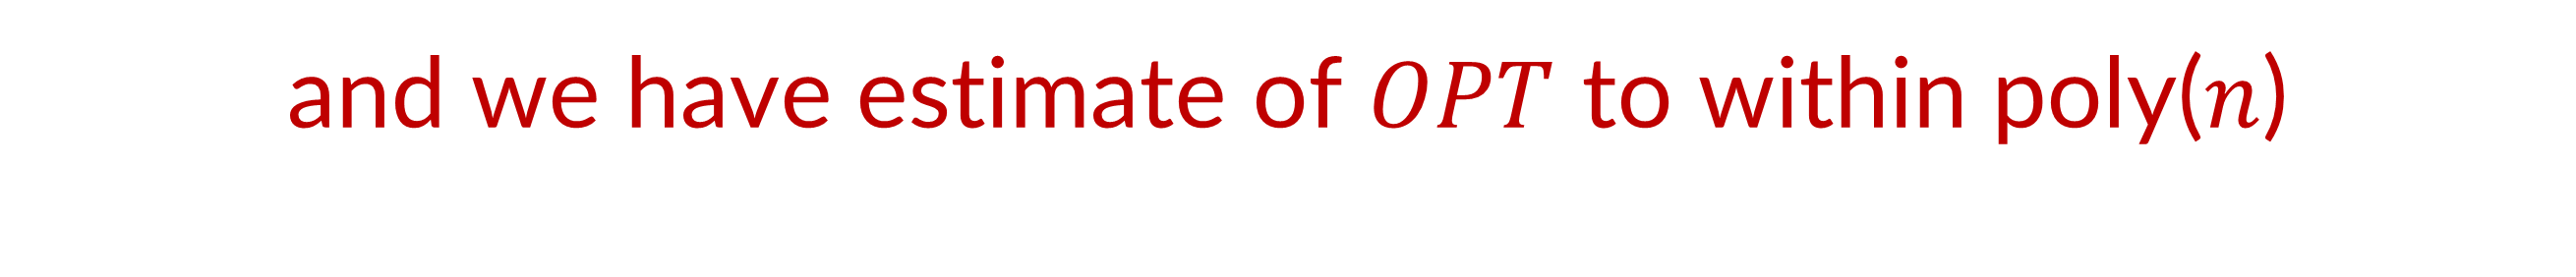 and we have estimate of OPT to within poly(n)